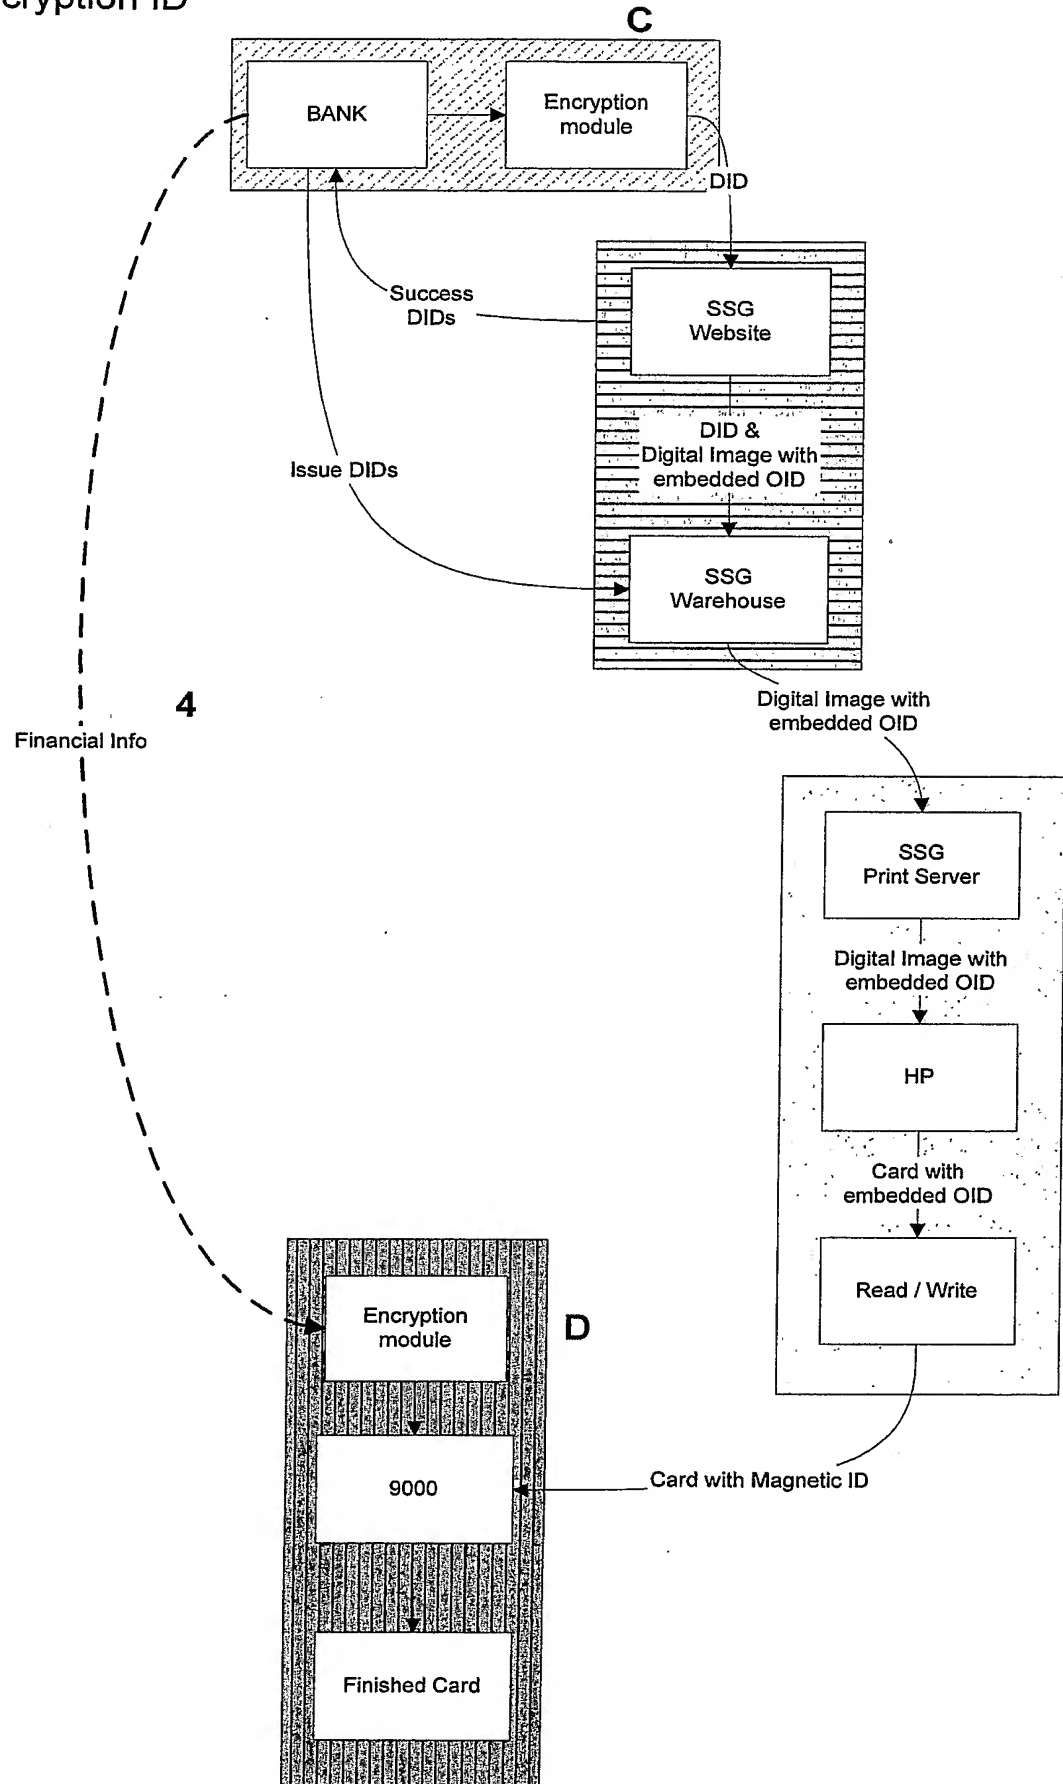 cryption ID
C
BANK
Encryption
module
DID
SSG
Website
Success
DIDs
DID &
Digital Image with
embedded OID
Issue DIDs
SSG
Warehouse
Digital Image with
embedded OID
4
Financial Info
SSG
Print Server
Digital Image with
embedded OID
HP
Card with
embedded OID
Read / Write
Encryption
module
D
9000
Card with Magnetic ID
Finished Card